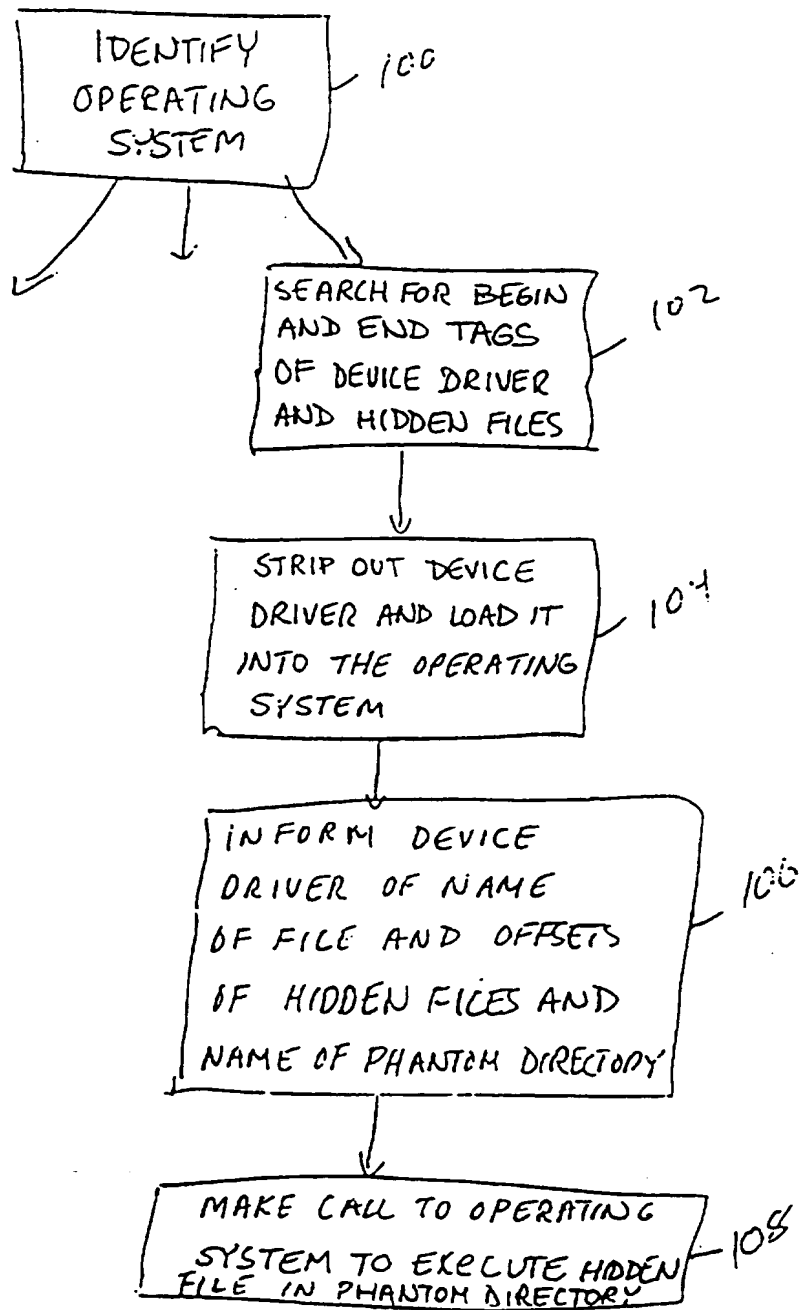 IDENTIFY
OPERATING
SYSTEM
100
SEARCH FOR BEGIN
AND END TAGS
OF DEVICE DRIVER
AND HIDDEN FILES
102
STRIP OUT DEVICE
DRIVER AND LOAD IT
INTO THE OPERATING
SYSTEM
104
INFORM DEVICE
DRIVER OF NAME
OF FILE AND OFFSETS
OF HIDDEN FILES AND
NAME OF PHANTOM DIRECTORY
106
MAKE CALL TO OPERATING
SYSTEM TO EXECUTE HIDDEN
FILE IN PHANTOM DIRECTORY
108